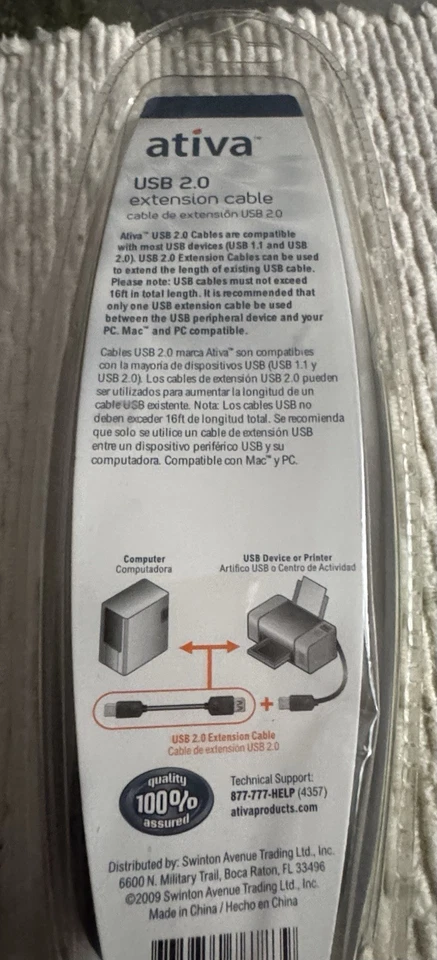 ativa™
USB 2.0
extension cable
cable de extensión USB 2.0
Ativa™ USB 2.0 Cables are compatible
with most USB devices (USB 1.1 and USB
2.0). USB 2.0 Extension Cables can be used
to extend the length of existing USB cable.
Please note: USB cables must not exceed
16ft in total length. It is recommended that
only one USB extension cable be used
between the USB peripheral device and your
PC. Mac™ and PC compatible.
Cables USB 2.0 marca Ativa™ son compatibles
con la mayoría de dispositivos USB (USB 1.1 y
USB 2.0). Los cables de extensión USB 2.0 pueden
ser utilizados para aumentar la longitud de un
cable USB existente. Nota: Los cables USB no
deben exceder 16ft de longitud total. Se recomienda
que solo se utilice un cable de extensión USB
entre un dispositivo periférico USB y su
computadora. Compatible con Mac™ y PC.
Computer
Computadora
USB Device or Printer
Artifico USB o Centro de Actividad
+
USB 2.0 Extension Cable
Cable de extensión USB 2.0
quality
100%
assured
Technical Support:
877-777-HELP (4357)
ativaproducts.com
Distributed by: Swinton Avenue Trading Ltd., Inc.
6600 N. Military Trail, Boca Raton, FL 33496
©2009 Swinton Avenue Trading Ltd., Inc.
Made in China / Hecho en China